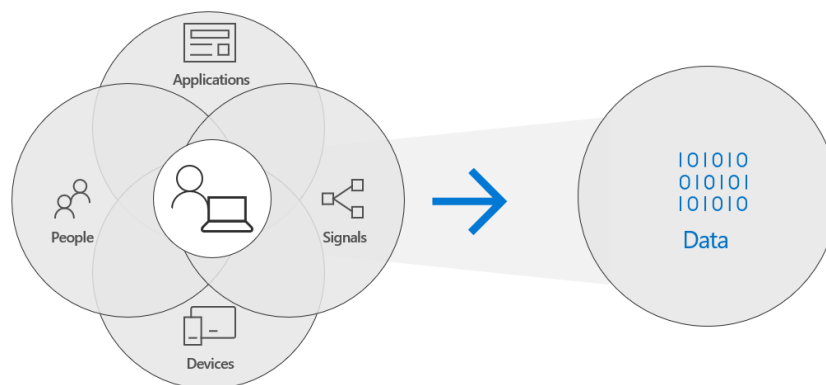 Applications
People
Signals
Devices
101010
010101
101010
Data